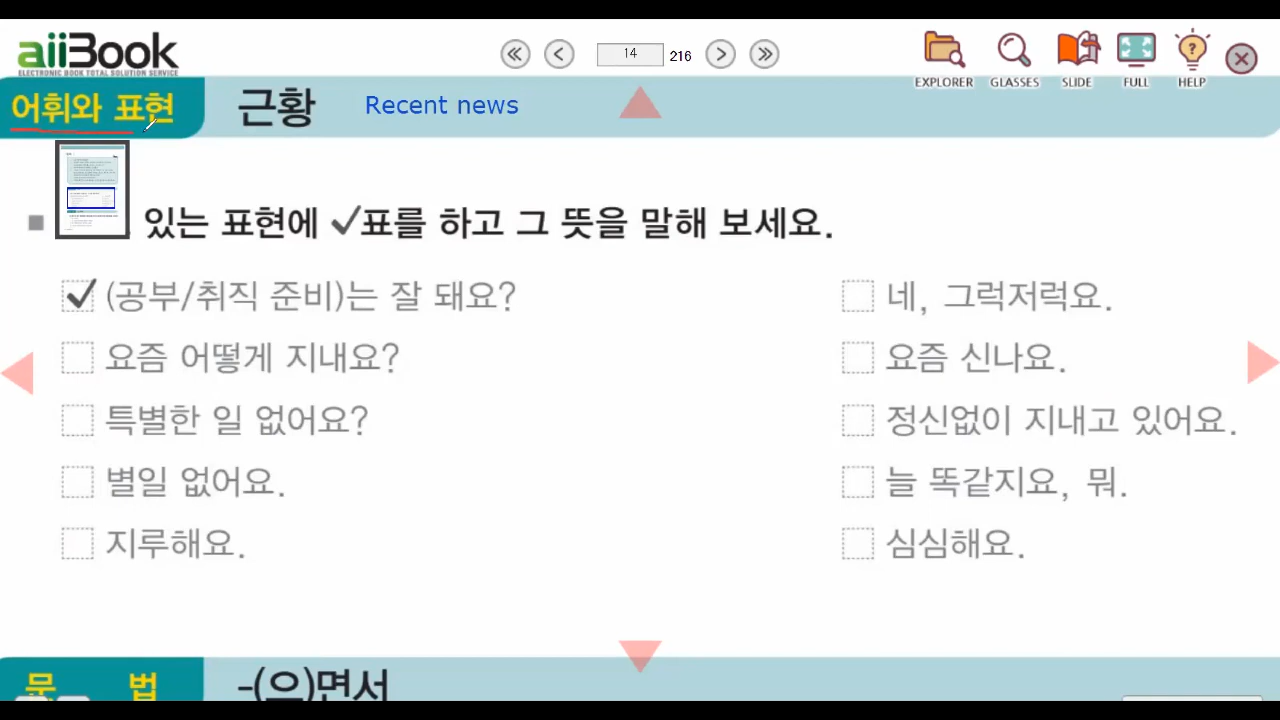 aiiBook
ELECTRONIC BOOK TOTAL SOLUTION SERVICE
14 216
EXPLORER GLASSES SLIDE FULL HELP
어휘와 표현 근황 Recent news
있는 표현에 ✓표를 하고 그 뜻을 말해 보세요.
(공부/취직 준비)는 잘 돼요? 네, 그럭저럭요.
요즘 어떻게 지내요? 요즘 신나요.
특별한 일 없어요? 정신없이 지내고 있어요.
별일 없어요. 늘 똑같지요, 뭐.
지루해요. 심심해요.
문 법 -(으)면서